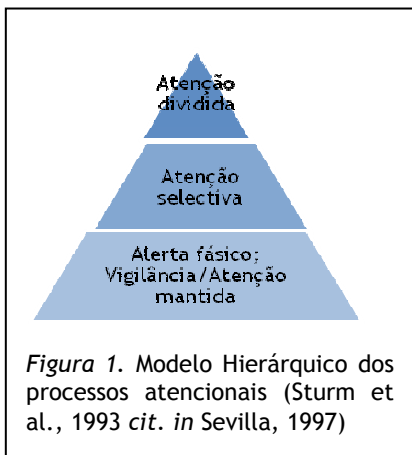 Atenção
dividida
Atenção
selectiva
Alerta fásico;
Vigilância/Atenção
mantida
Figura 1. Modelo Hierárquico dos
processos atencionais (Sturm et
al., 1993 cit. in Sevilla, 1997)